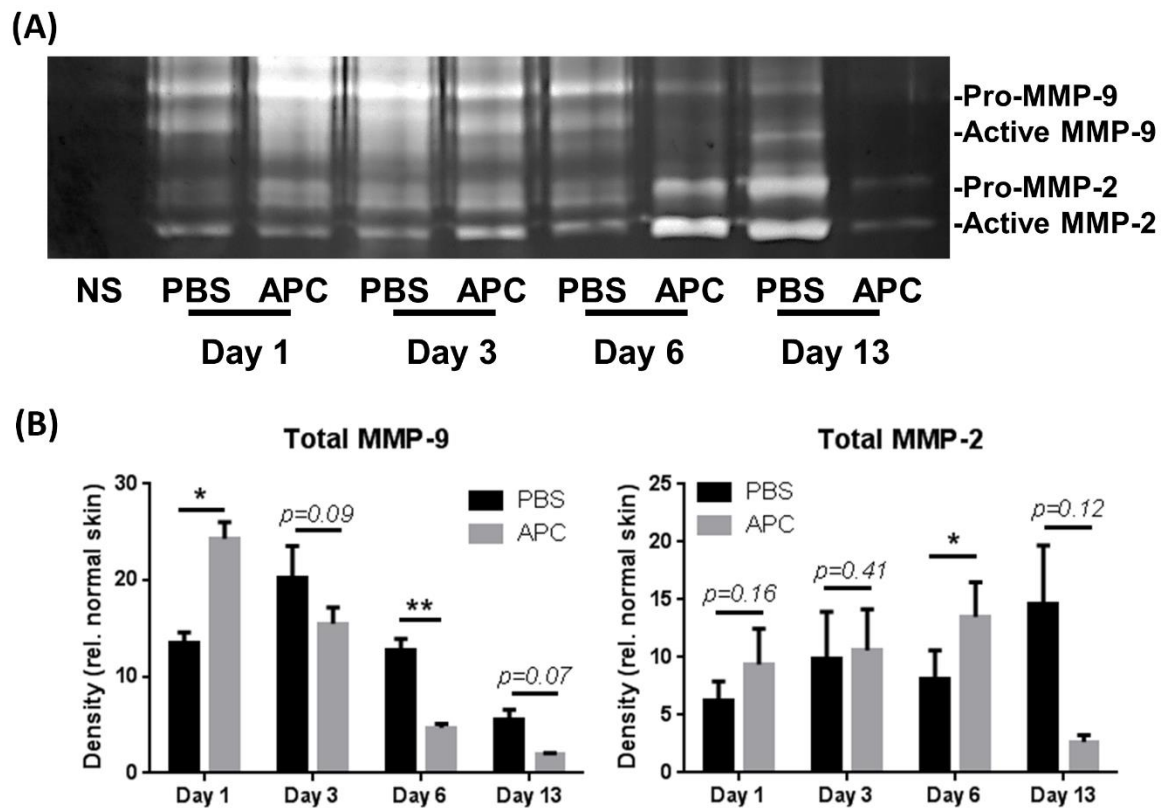 (A)
-Pro-MMP-9
-Active MMP-9
-Pro-MMP-2
-Active MMP-2
NS PBS APC PBS APC PBS APC PBS APC
Day 1 Day 3 Day 6 Day 13
(B)
Total MMP-9
Density (rel. normal skin)
30
20
10
0
PBS
APC
*
p=0.09
**
p=0.07
Day 1 Day 3 Day 6 Day 13
Total MMP-2
Density (rel. normal skin)
25
20
15
10
5
0
PBS
APC
p=0.16
p=0.41
*
p=0.12
Day 1 Day 3 Day 6 Day 13